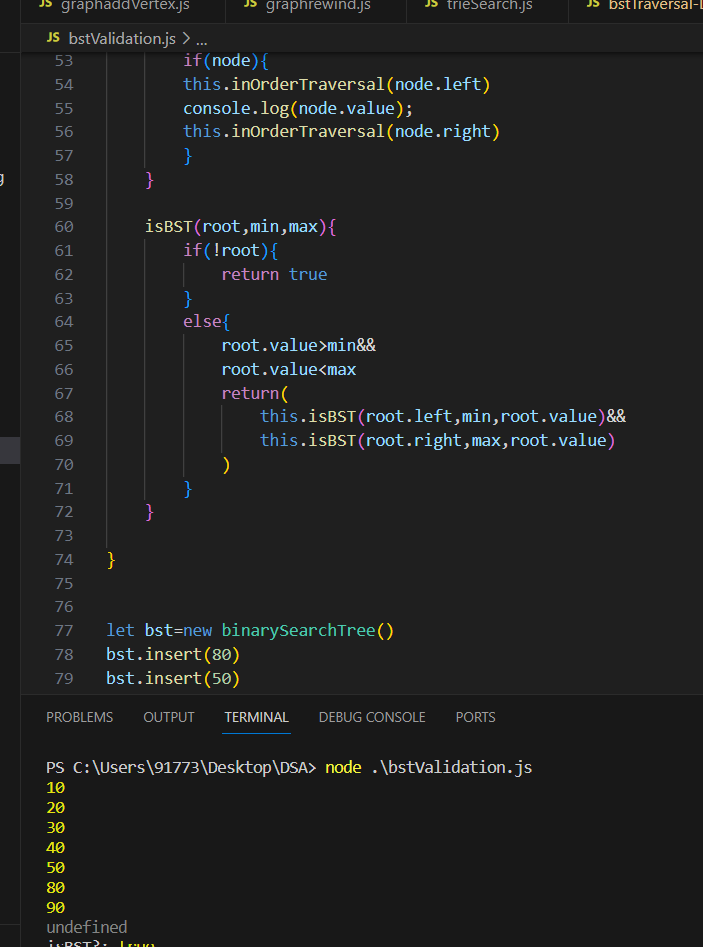 JS graphaddVertex.js JS graphrewind.js JS trieSearch.js JS
JS bstValidation.js > ...
53 if(node){
54 this.inOrderTraversal(node.left)
55 console.log(node.value);
56 this.inOrderTraversal(node.right)
57 }
58 }
59
60 isBST(root,min,max){
61 if(!root){
62 return true
63 }
64 else{
65 root.value>min&&
66 root.value<max
67 return(
68 this.isBST(root.left,min,root.value)&&
69 this.isBST(root.right,max,root.value)
70 )
71 }
72 }
73
74 }
75
76
77 let bst=new binarySearchTree()
78 bst.insert(80)
79 bst.insert(50)
PROBLEMS OUTPUT TERMINAL DEBUG CONSOLE PORTS
PS C:\Users\91773\Desktop\DSA> node .\bstValidation.js
10
20
30
40
50
80
90
undefined
isBST?: true